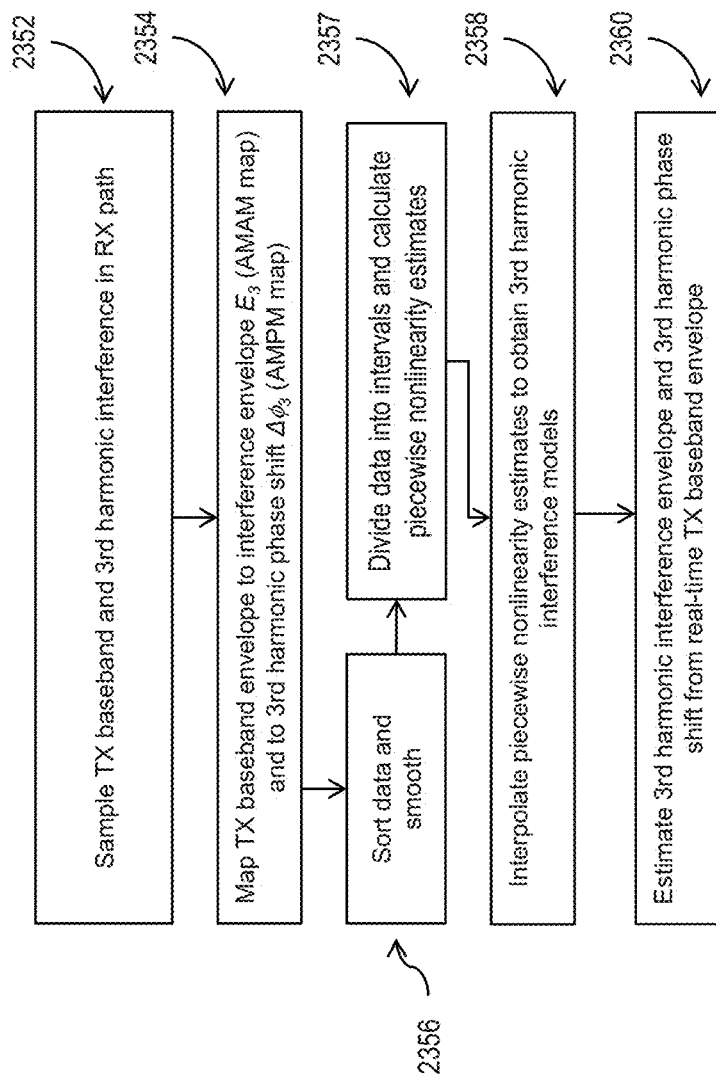 Sample TX baseband and 3rd harmonic interference in RX path
2352
Map TX baseband envelope to interference envelope E₃ (AMAM map)
and to 3rd harmonic phase shift Δϕ₃ (AMPM map)
2354
Sort data and
smooth
2356
Divide data into intervals and calculate
piecewise nonlinearity estimates
2357
Interpolate piecewise nonlinearity estimates to obtain 3rd harmonic
interference models
2358
Estimate 3rd harmonic interference envelope and 3rd harmonic phase
shift from real-time TX baseband envelope
2360